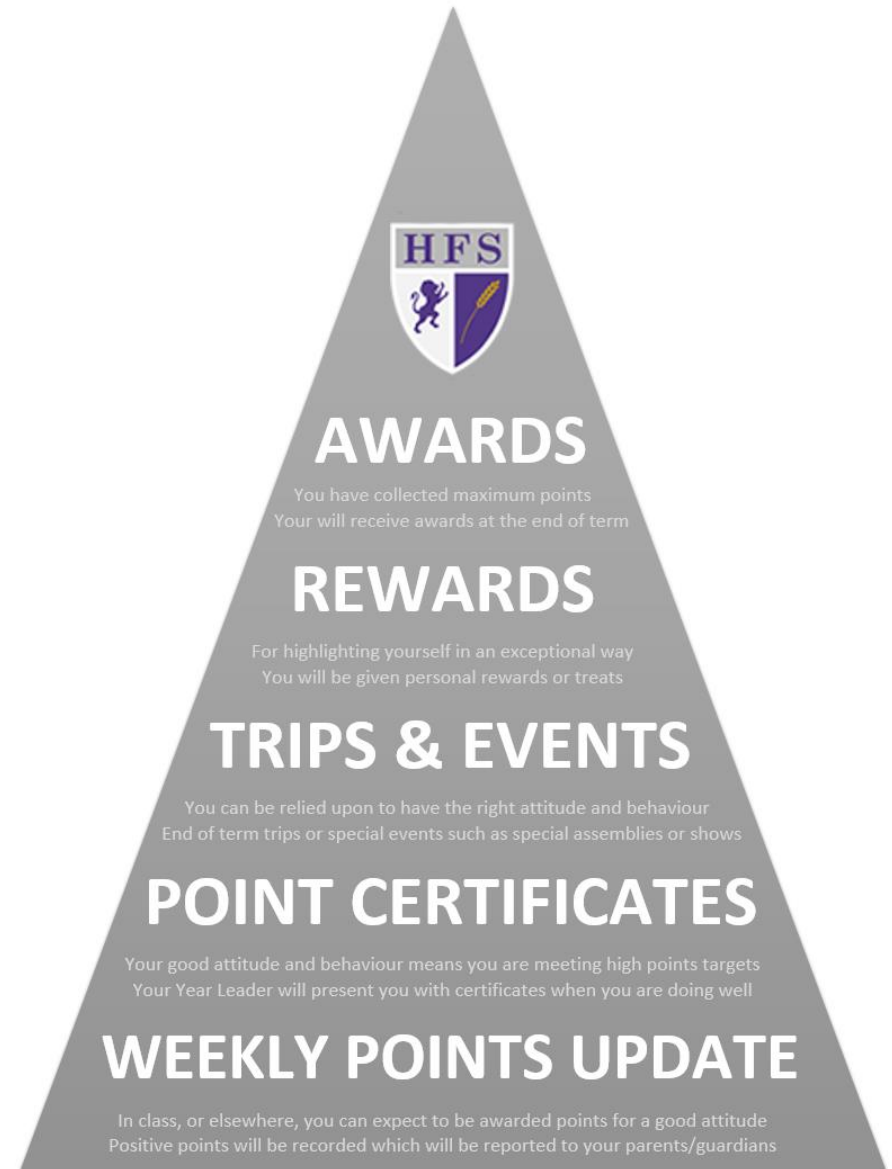 HFS
AWARDS
You have collected maximum points
Your will receive awards at the end of term
REWARDS
For highlighting yourself in an exceptional way
You will be given personal rewards or treats
TRIPS & EVENTS
You can be relied upon to have the right attitude and behaviour
End of term trips or special events such as special assemblies or shows
POINT CERTIFICATES
Your good attitude and behaviour means you are meeting high points targets
Your Year Leader will present you with certificates when you are doing well
WEEKLY POINTS UPDATE
In class, or elsewhere, you can expect to be awarded points for a good attitude
Positive points will be recorded which will be reported to your parents/guardians